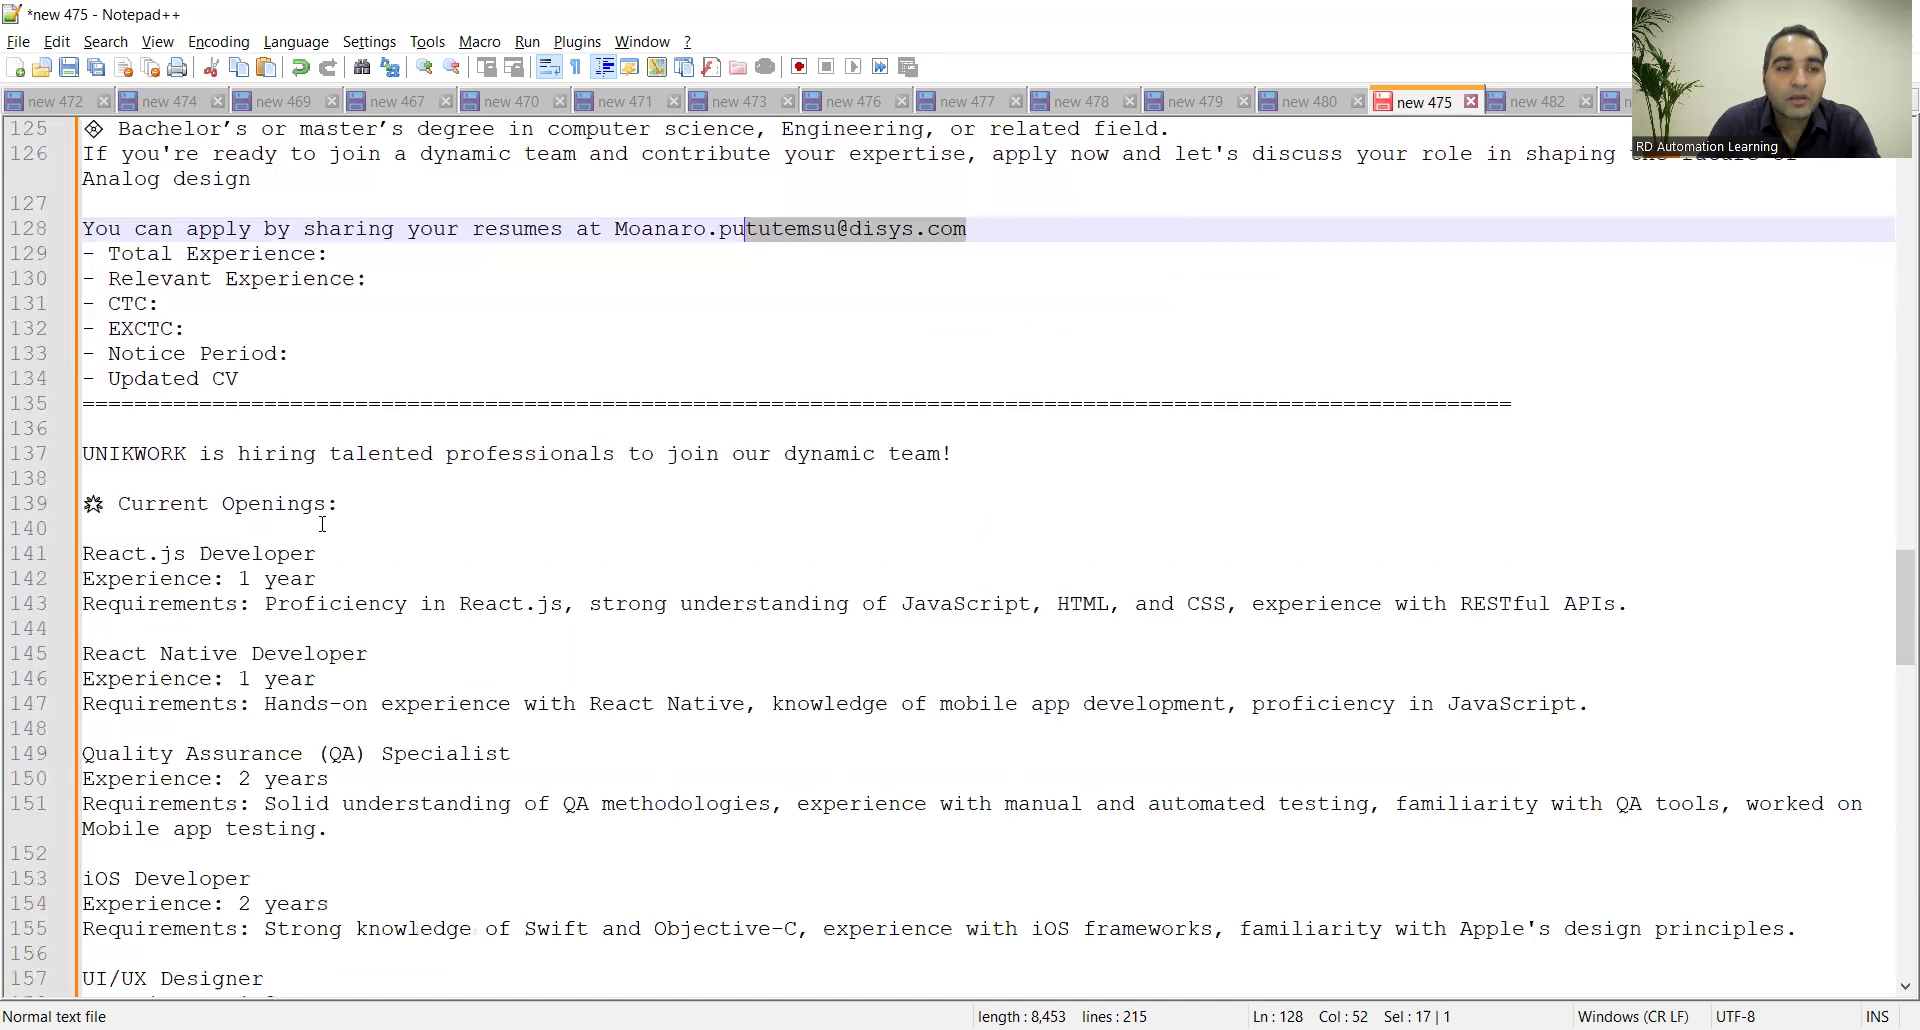 *new 475 - Notepad++
File Edit Search View Encoding Language Settings Tools Macro Run Plugins Window ?
new 472 new 474 new 469 new 467 new 470 new 471 new 473 new 476 new 477 new 478 new 479 new 480 new 475 new 482
RD Automation Learning
125 Bachelor’s or master’s degree in computer science, Engineering, or related field.
126 If you're ready to join a dynamic team and contribute your expertise, apply now and let's discuss your role in shaping
Analog design
127
128 You can apply by sharing your resumes at Moanaro.pututemsu@disys.com
129 - Total Experience:
130 - Relevant Experience:
131 - CTC:
132 - EXCTC:
133 - Notice Period:
134 - Updated CV
135 ==============================================================================================================
136
137 UNIKWORK is hiring talented professionals to join our dynamic team!
138
139 Current Openings:
140
141 React.js Developer
142 Experience: 1 year
143 Requirements: Proficiency in React.js, strong understanding of JavaScript, HTML, and CSS, experience with RESTful APIs.
144
145 React Native Developer
146 Experience: 1 year
147 Requirements: Hands-on experience with React Native, knowledge of mobile app development, proficiency in JavaScript.
148
149 Quality Assurance (QA) Specialist
150 Experience: 2 years
151 Requirements: Solid understanding of QA methodologies, experience with manual and automated testing, familiarity with QA tools, worked on
Mobile app testing.
152
153 iOS Developer
154 Experience: 2 years
155 Requirements: Strong knowledge of Swift and Objective-C, experience with iOS frameworks, familiarity with Apple's design principles.
156
157 UI/UX Designer
Normal text file length : 8,453 lines : 215 Ln : 128 Col : 52 Sel : 17 | 1 Windows (CR LF) UTF-8 INS